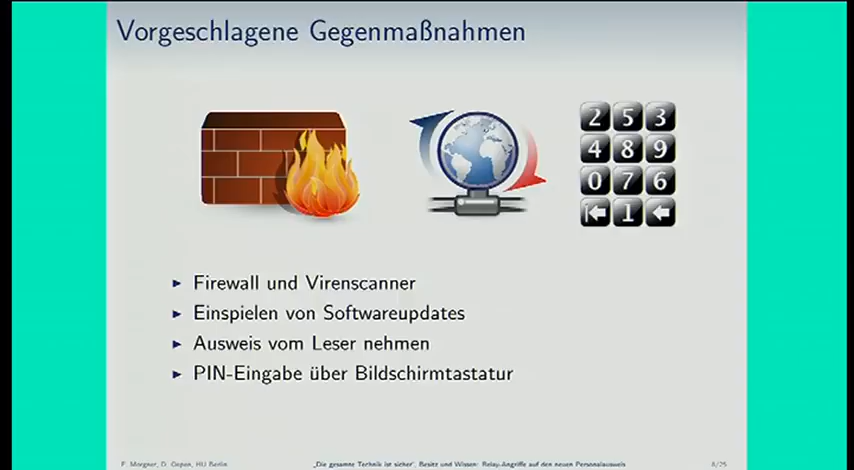 Vorgeschlagene Gegenmaßnahmen
2 5 3
4 8 9
0 7 6
1
Firewall und Virenscanner
Einspielen von Softwareupdates
Ausweis vom Leser nehmen
PIN-Eingabe über Bildschirmtastatur
F. Morgner, D. Oepen, HU Berlin
„Die gesamte Technik ist sicher“, Besitz und Wissen: Relay-Angriffe auf den neuen Personalausweis
8/25